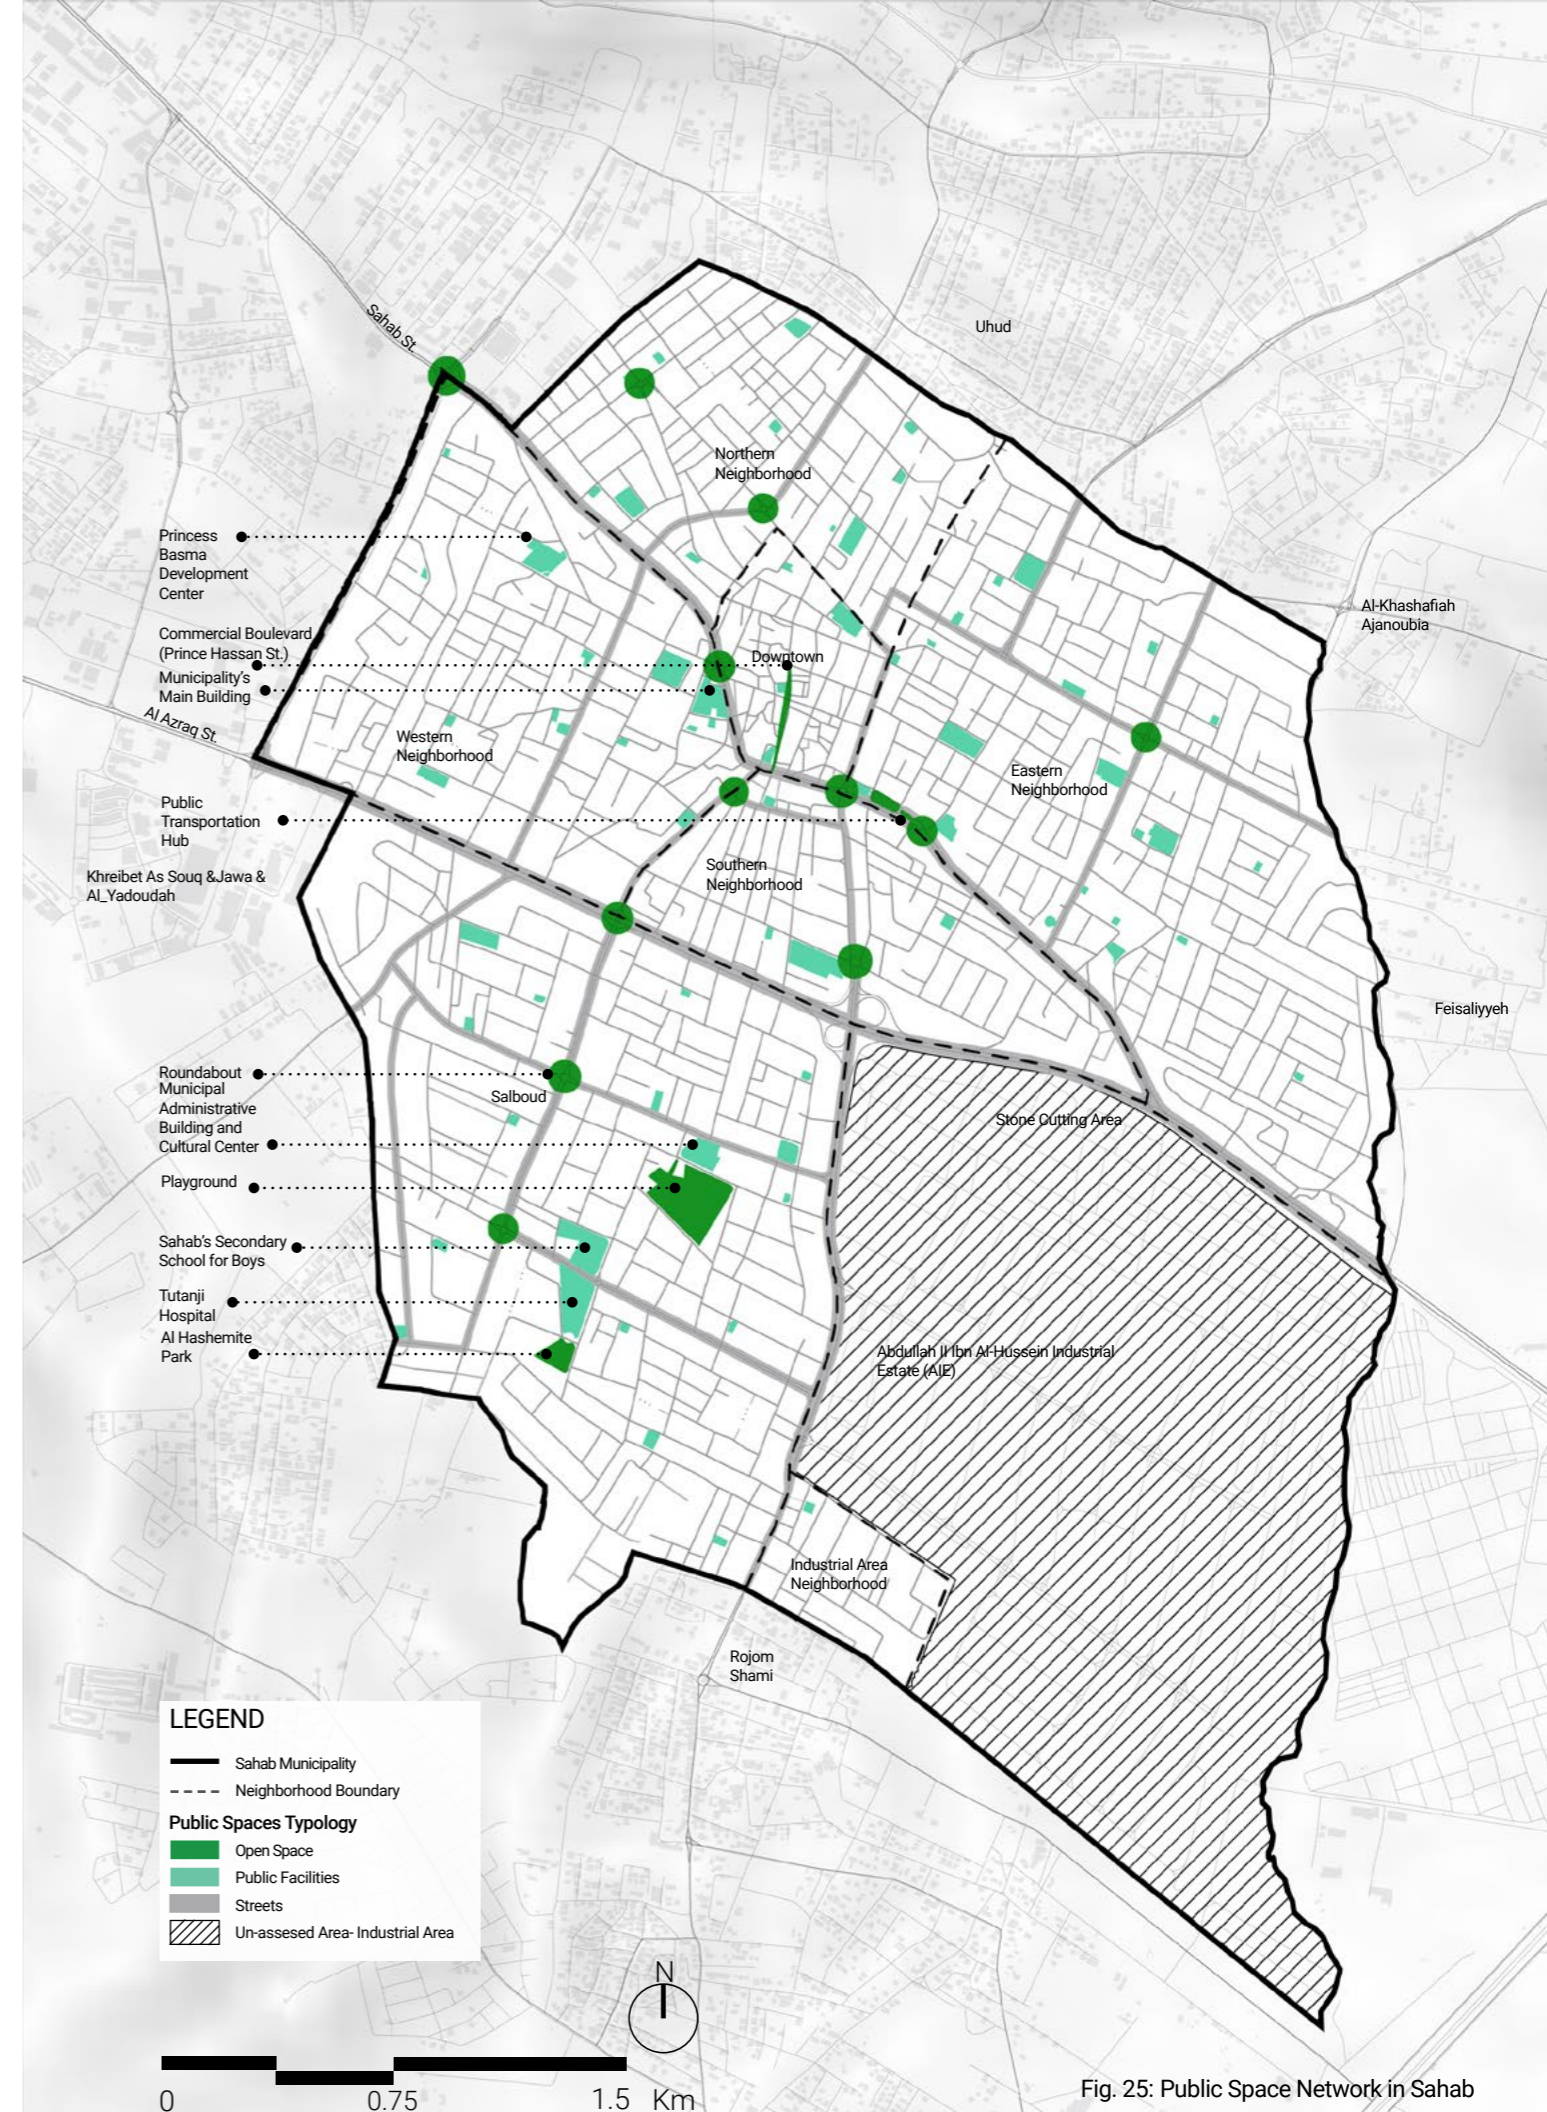 Sahab St.
Uhud
Northern
Neighborhood
Princess
Basma
Development
Center
Al-Khashafiah
Ajanoubia
Commercial Boulevard
(Prince Hassan St.)
Downtown
Municipality's
Main Building
Al Azraq St.
Western
Neighborhood
Eastern
Neighborhood
Public
Transportation
Hub
Southern
Neighborhood
Khreibet As Souq &Jawa &
Al_Yadoudah
Feisaliyyeh
Roundabout
Municipal
Administrative
Building and
Cultural Center
Salboud
Stone Cutting Area
Playground
Sahab's Secondary
School for Boys
Tutanji
Hospital
Al Hashemite
Park
Abdullah II Ibn Al-Hussein Industrial
Estate (AIE)
Industrial Area
Neighborhood
Rojom
Shami
LEGEND
Sahab Municipality
Neighborhood Boundary
Public Spaces Typology
Open Space
Public Facilities
Streets
Un-assesed Area- Industrial Area
N
0 0.75 1.5 Km
Fig. 25: Public Space Network in Sahab